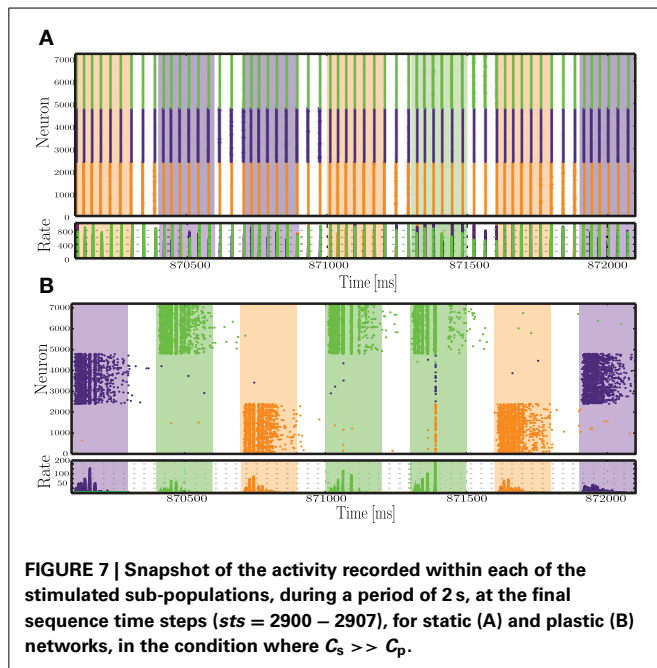 A
Neuron
7000
6000
5000
4000
3000
2000
1000
0
Rate
800
400
0
870500
871000
871500
872000
Time [ms]
B
Neuron
7000
6000
5000
4000
3000
2000
1000
0
Rate
200
150
100
50
870500
871000
871500
872000
Time [ms]
FIGURE 7 | Snapshot of the activity recorded within each of the
stimulated sub-populations, during a period of 2 s, at the final
sequence time steps (sts = 2900 – 2907), for static (A) and plastic (B)
networks, in the condition where Cs >> Cp.